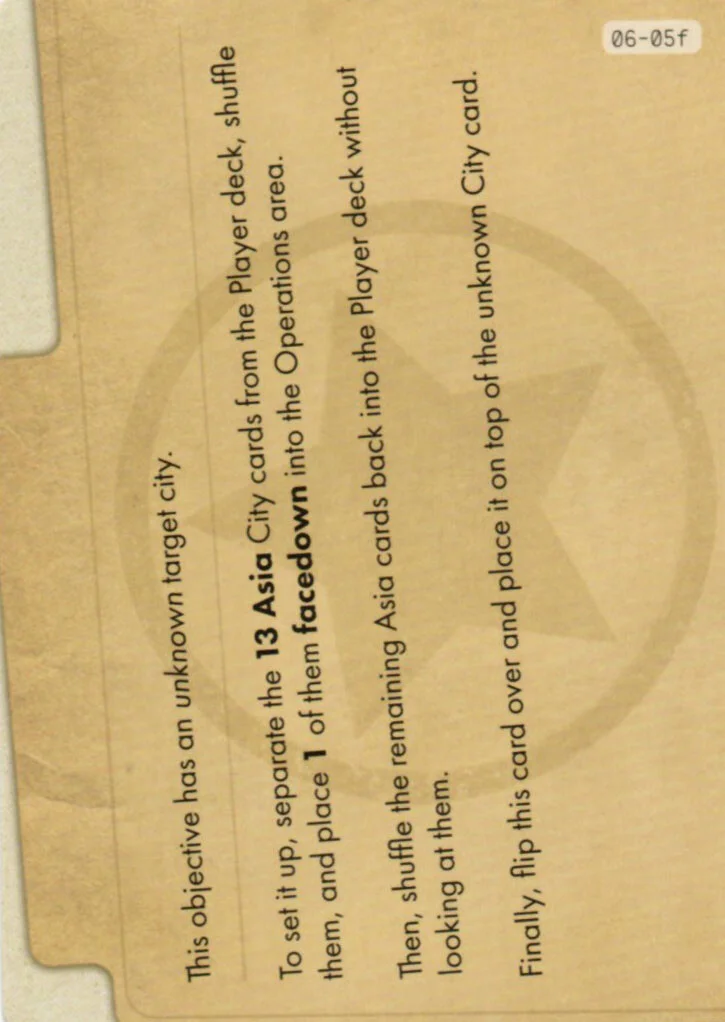 06-05f
This objective has an unknown target city.
To set it up, separate the 13 Asia City cards from the Player deck, shuffle
them, and place 1 of them facedown into the Operations area.
Then, shuffle the remaining Asia cards back into the Player deck without
looking at them.
Finally, flip this card over and place it on top of the unknown City card.